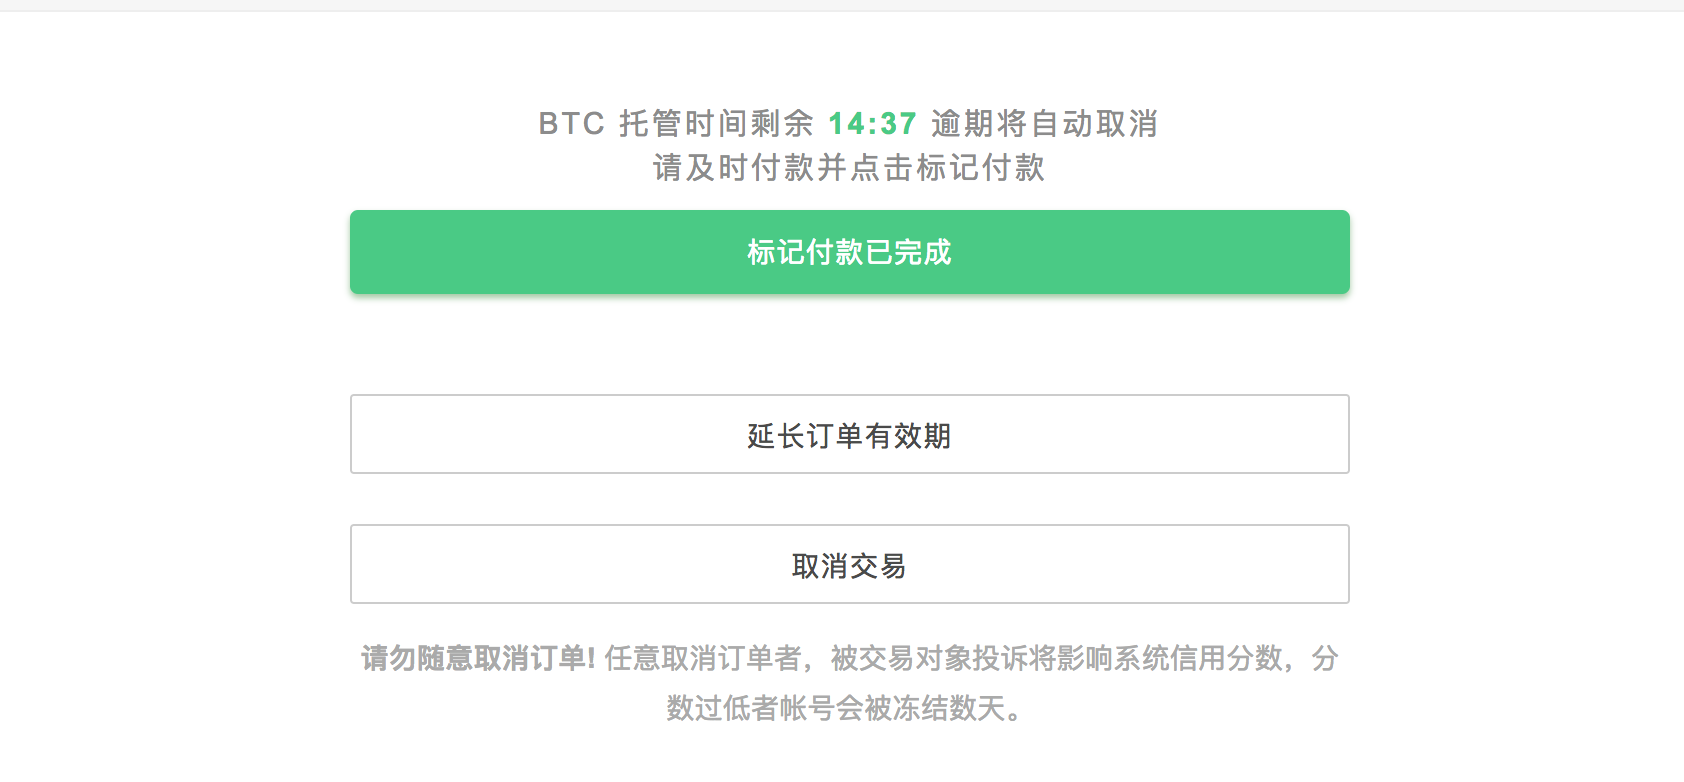 BTC 托管时间剩余 14:37 逾期将自动取消
请及时付款并点击标记付款
标记付款已完成
延长订单有效期
取消交易
请勿随意取消订单! 任意取消订单者，被交易对象投诉将影响系统信用分数，分
数过低者帐号会被冻结数天。